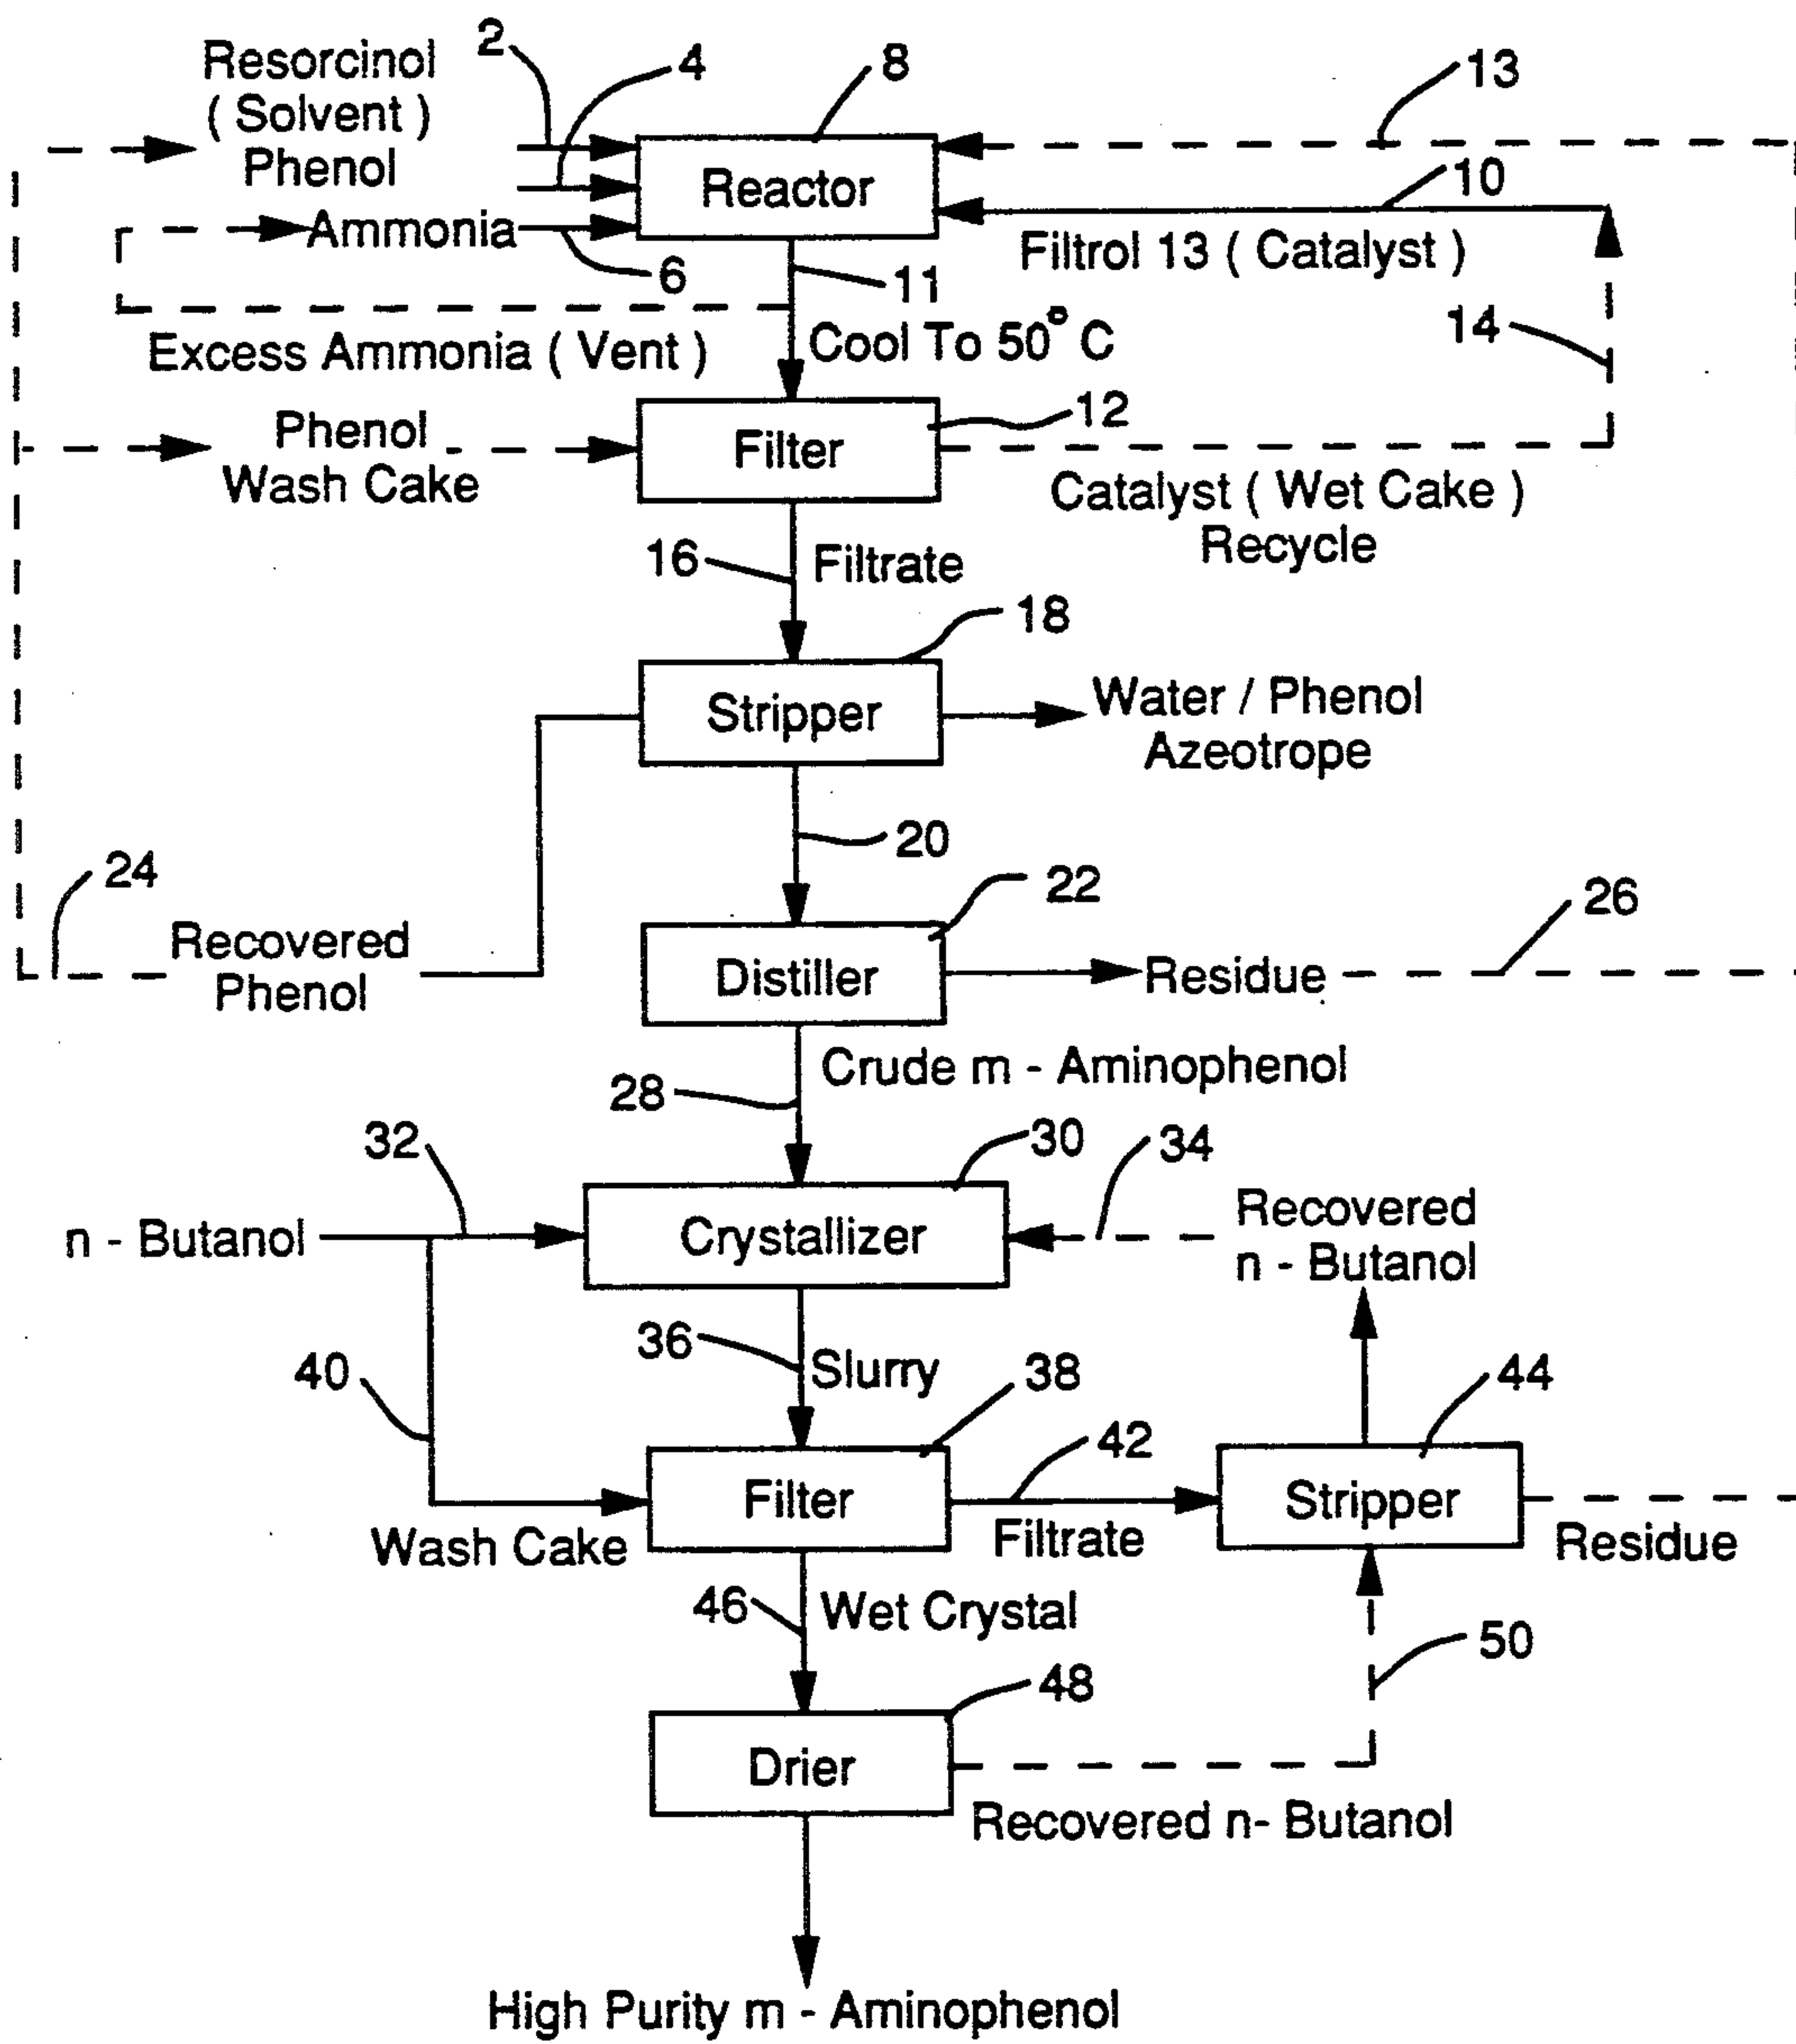 2
Resorcinol
( Solvent )
Phenol
4
8
13
Reactor
10
Ammonia
6
11
Filtrol 13 ( Catalyst )
Excess Ammonia ( Vent )
Cool To 50° C
14
Phenol
Wash Cake
Filter
12
Catalyst ( Wet Cake )
Recycle
16
Filtrate
18
Stripper
Water / Phenol
Azeotrope
20
24
22
26
Recovered
Phenol
Distiller
Residue
Crude m - Aminophenol
28
32
30
34
n - Butanol
Crystallizer
Recovered
n - Butanol
36
Slurry
40
38
42
44
Filter
Stripper
Wash Cake
Filtrate
Residue
46
Wet Crystal
50
48
Drier
Recovered n- Butanol
High Purity m - Aminophenol